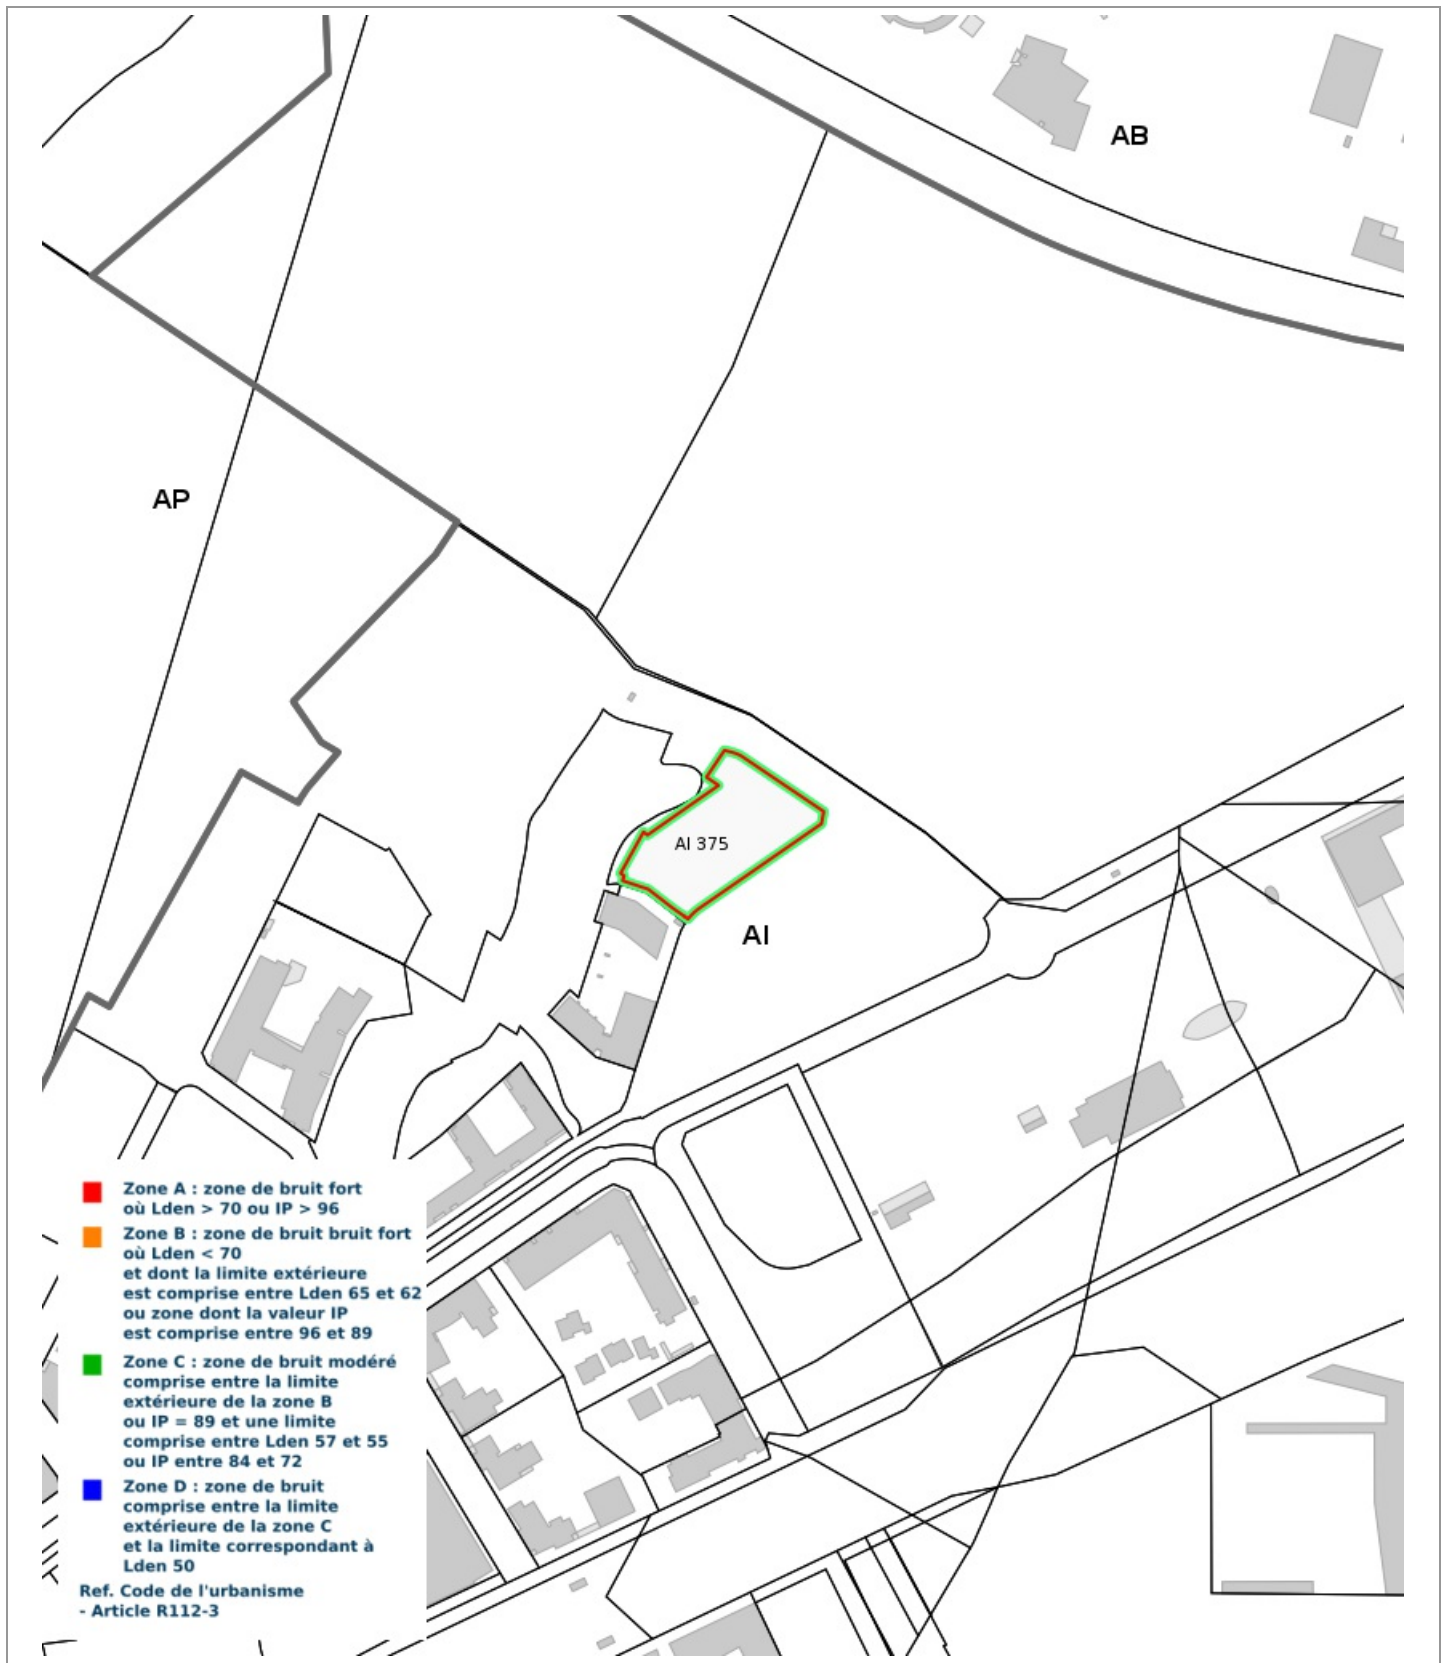 AB
AP
AI 375
AI
Zone A : zone de bruit fort
où Lden > 70 ou IP > 96
Zone B : zone de bruit bruit fort
où Lden < 70
et dont la limite extérieure
est comprise entre Lden 65 et 62
ou zone dont la valeur IP
est comprise entre 96 et 89
Zone C : zone de bruit modéré
comprise entre la limite
extérieure de la zone B
ou IP = 89 et une limite
comprise entre Lden 57 et 55
ou IP entre 84 et 72
Zone D : zone de bruit
comprise entre la limite
extérieure de la zone C
et la limite correspondant à
Lden 50
Ref. Code de l'urbanisme
- Article R112-3